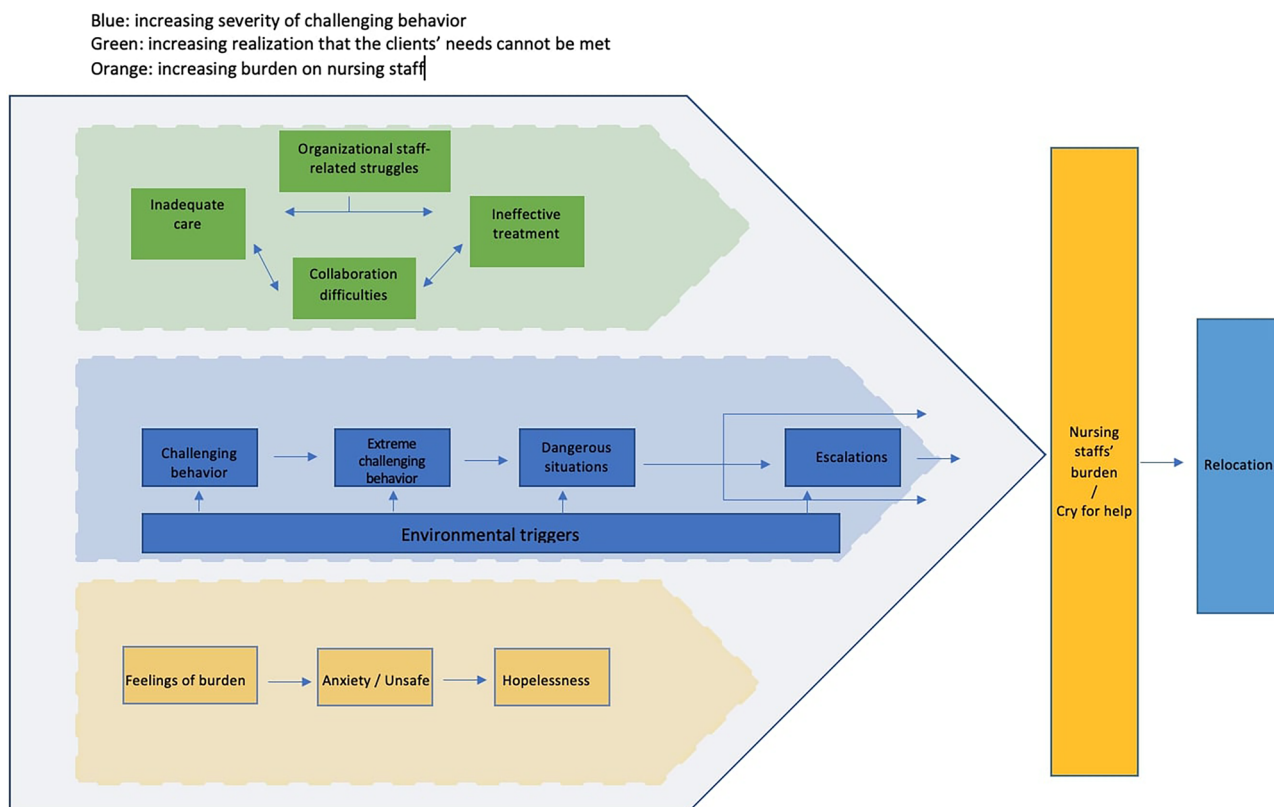 Blue: increasing severity of challenging behavior
Green: increasing realization that the clients’ needs cannot be met
Orange: increasing burden on nursing staff
Organizational staff-
related struggles
Inadequate
care
Ineffective
treatment
Collaboration
difficulties
Challenging
behavior
Extreme
challenging
behavior
Dangerous
situations
Escalations
Environmental triggers
Feelings of burden
Anxiety / Unsafe
Hopelessness
Nursing
staffs’
burden
/
Cry for help
Relocation